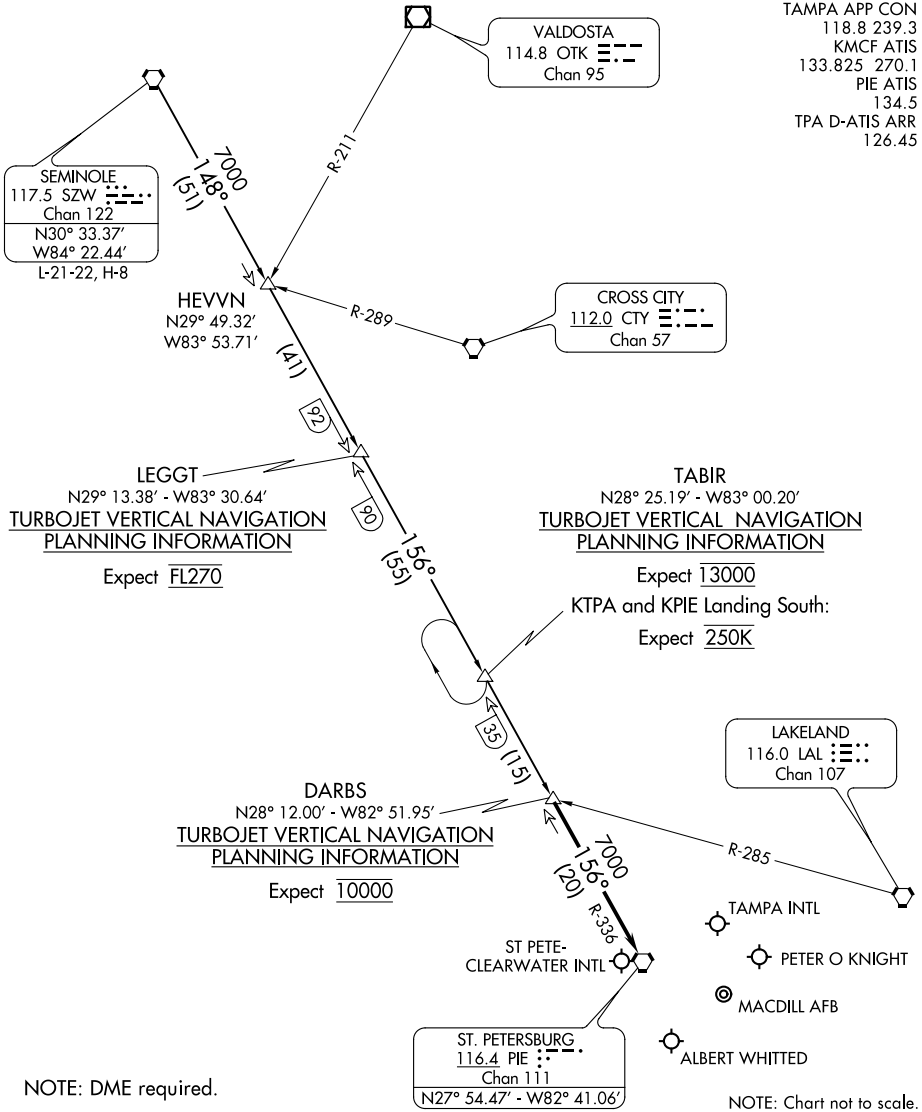 TAMPA APP CON
118.8 239.3
KMCF ATIS
133.825 270.1
PIE ATIS
134.5
TPA D-ATIS ARR
126.45
VALDOSTA
114.8 OTK
Chan 95
R-211
SEMINOLE
117.5 SZW
Chan 122
N30° 33.37′
W84° 22.44′
L-21-22, H-8
7000
148°
(51)
HEVVN
N29° 49.32′
W83° 53.71′
R-289
CROSS CITY
112.0 CTY
Chan 57
(41)
92
LEGGT
N29° 13.38′ - W83° 30.64′
TURBOJET VERTICAL NAVIGATION
PLANNING INFORMATION
Expect FL270
90
156°
(55)
TABIR
N28° 25.19′ - W83° 00.20′
TURBOJET VERTICAL NAVIGATION
PLANNING INFORMATION
Expect 13000
KTPA and KPIE Landing South:
Expect 250K
35
(15)
LAKELAND
116.0 LAL
Chan 107
R-285
DARBS
N28° 12.00′ - W82° 51.95′
TURBOJET VERTICAL NAVIGATION
PLANNING INFORMATION
Expect 10000
7000
156°
(20)
R-336
TAMPA INTL
ST PETE-
CLEARWATER INTL
PETER O KNIGHT
MACDILL AFB
ALBERT WHITTED
ST. PETERSBURG
116.4 PIE
Chan 111
N27° 54.47′ - W82° 41.06′
NOTE: DME required.
NOTE: Chart not to scale.